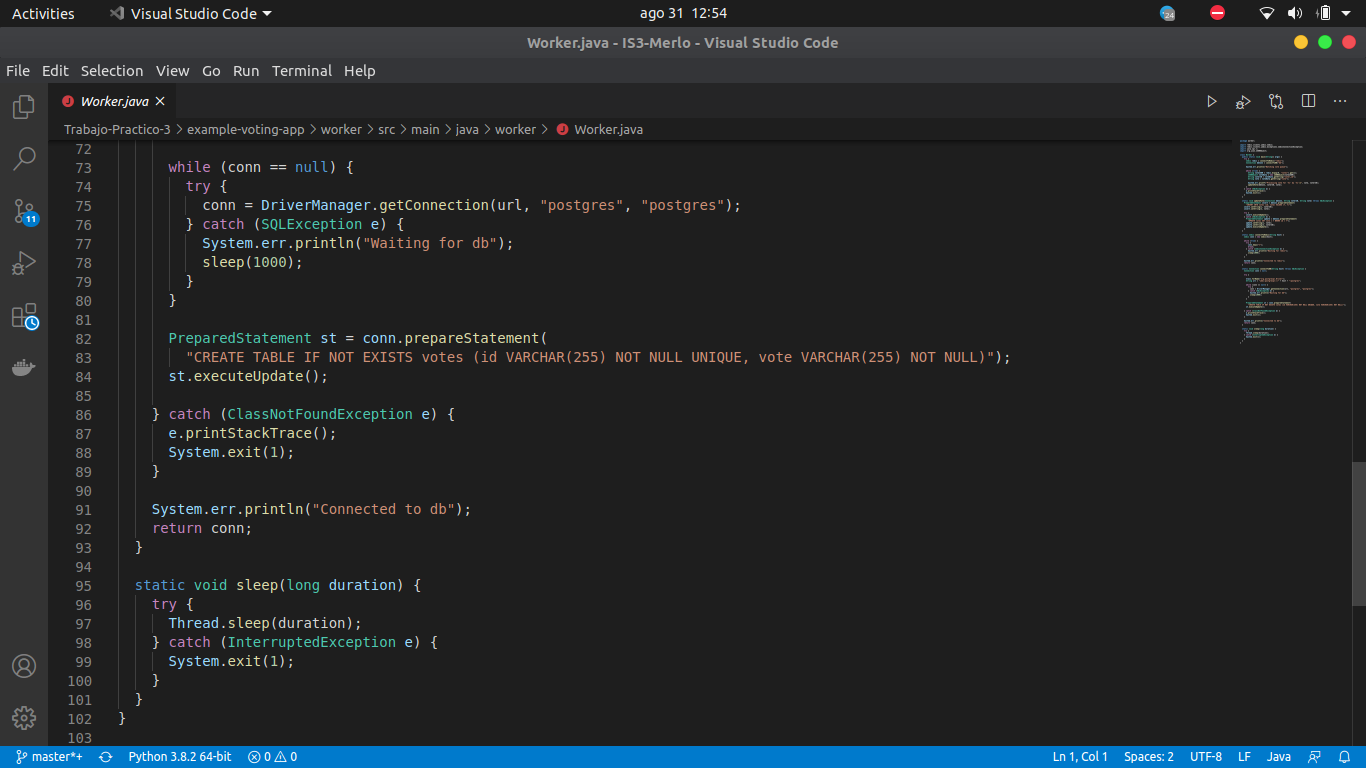 Activities
Visual Studio Code
ago 31 12:54
24
Worker.java - IS3-Merlo - Visual Studio Code
File Edit Selection View Go Run Terminal Help
J Worker.java
Trabajo-Practico-3 > example-voting-app > worker > src > main > java > worker > J Worker.java
11
72
73 while (conn == null) {
74 try {
75 conn = DriverManager.getConnection(url, "postgres", "postgres");
76 } catch (SQLException e) {
77 System.err.println("Waiting for db");
78 sleep(1000);
79 }
80 }
81
82 PreparedStatement st = conn.prepareStatement(
83 "CREATE TABLE IF NOT EXISTS votes (id VARCHAR(255) NOT NULL UNIQUE, vote VARCHAR(255) NOT NULL)");
84 st.executeUpdate();
85
86 } catch (ClassNotFoundException e) {
87 e.printStackTrace();
88 System.exit(1);
89 }
90
91 System.err.println("Connected to db");
92 return conn;
93 }
94
95 static void sleep(long duration) {
96 try {
97 Thread.sleep(duration);
98 } catch (InterruptedException e) {
99 System.exit(1);
100 }
101 }
102 }
103
master*+ Python 3.8.2 64-bit 0 0 Ln 1, Col 1 Spaces: 2 UTF-8 LF Java